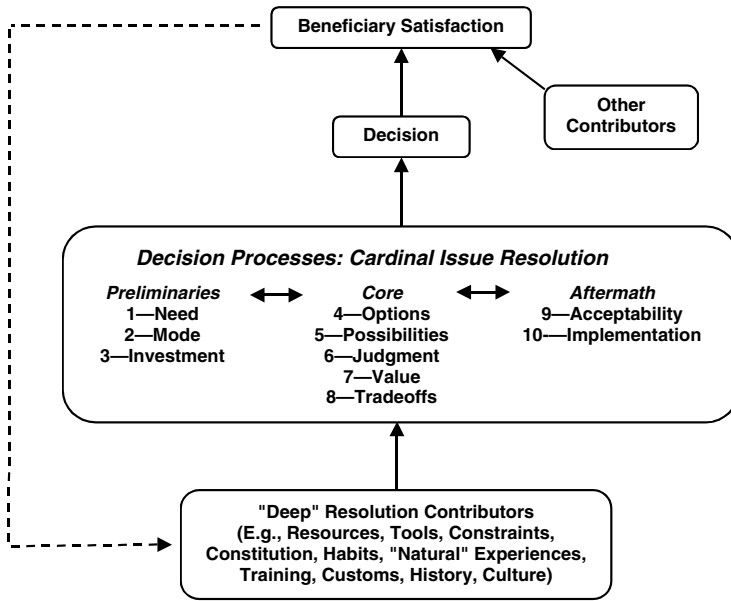 Beneficiary Satisfaction
Other
Contributors
Decision
Decision Processes: Cardinal Issue Resolution
Preliminaries
1—Need
2—Mode
3—Investment
Core
4—Options
5—Possibilities
6—Judgment
7—Value
8—Tradeoffs
Aftermath
9—Acceptability
10-—Implementation
"Deep" Resolution Contributors
(E.g., Resources, Tools, Constraints,
Constitution, Habits, "Natural" Experiences,
Training, Customs, History, Culture)